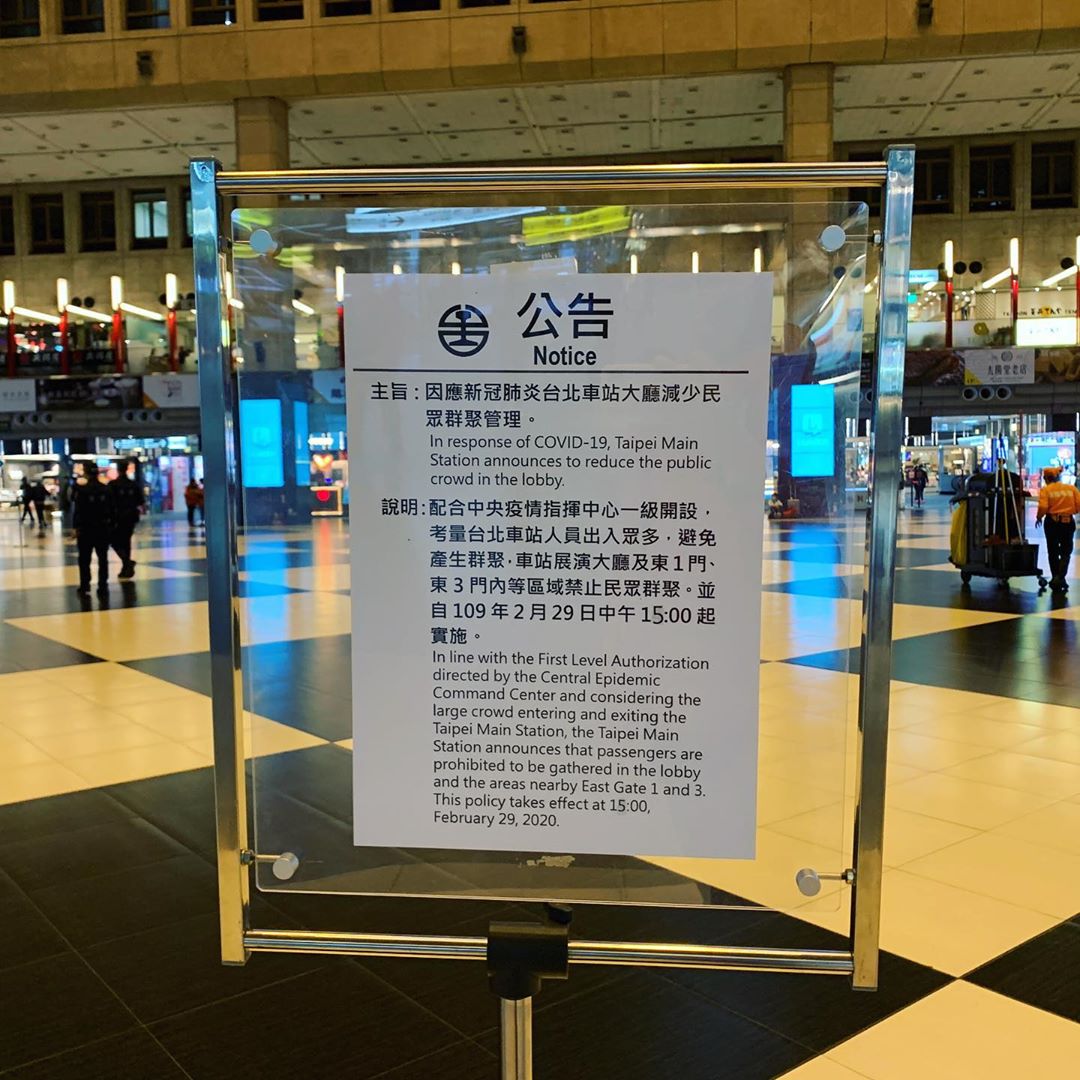 公告
Notice
主旨：因應新冠肺炎台北車站大廳減少民
眾群聚管理。
In response of COVID-19, Taipei Main
Station announces to reduce the public
crowd in the lobby.
說明：配合中央疫情指揮中心一級開設，
考量台北車站人員出入眾多，避免
產生群聚，車站展演大廳及東1門、
東3門內等區域禁止民眾群聚。並
自109年2月29日中午15:00起
實施。
In line with the First Level Authorization
directed by the Central Epidemic
Command Center and considering the
large crowd entering and exiting the
Taipei Main Station, the Taipei Main
Station announces that passengers are
prohibited to be gathered in the lobby
and the areas nearby East Gate 1 and 3.
This policy takes effect at 15:00,
February 29, 2020.